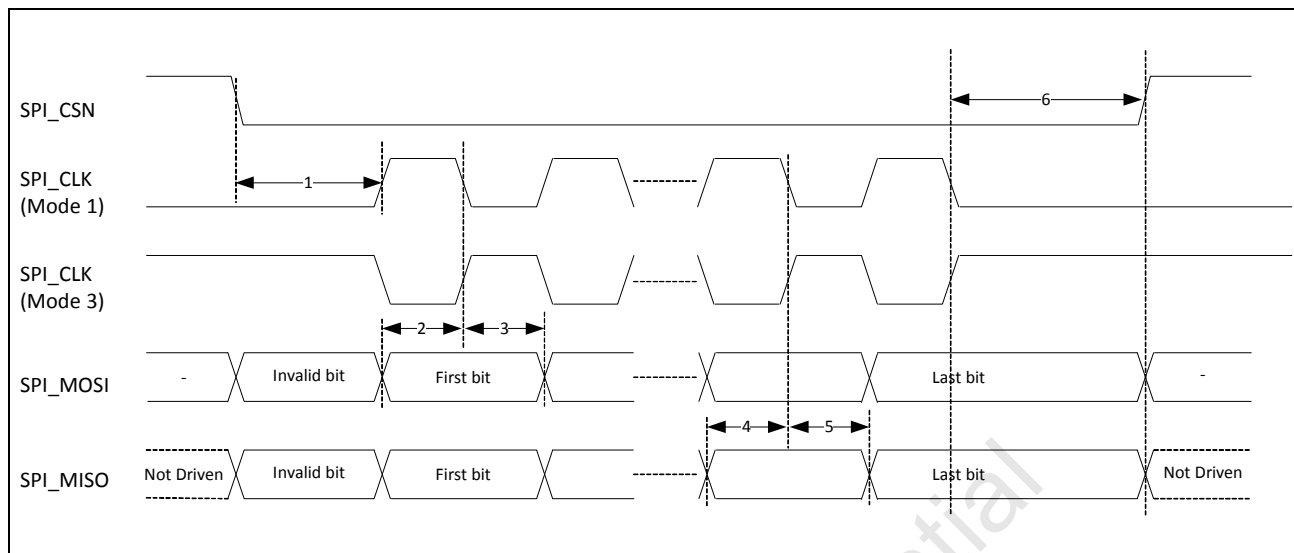 SPI_CSN
6
SPI_CLK
(Mode 1)
1
SPI_CLK
(Mode 3)
2 3
SPI_MOSI - Invalid bit First bit Last bit -
4 5
SPI_MISO Not Driven Invalid bit First bit Last bit Not Driven